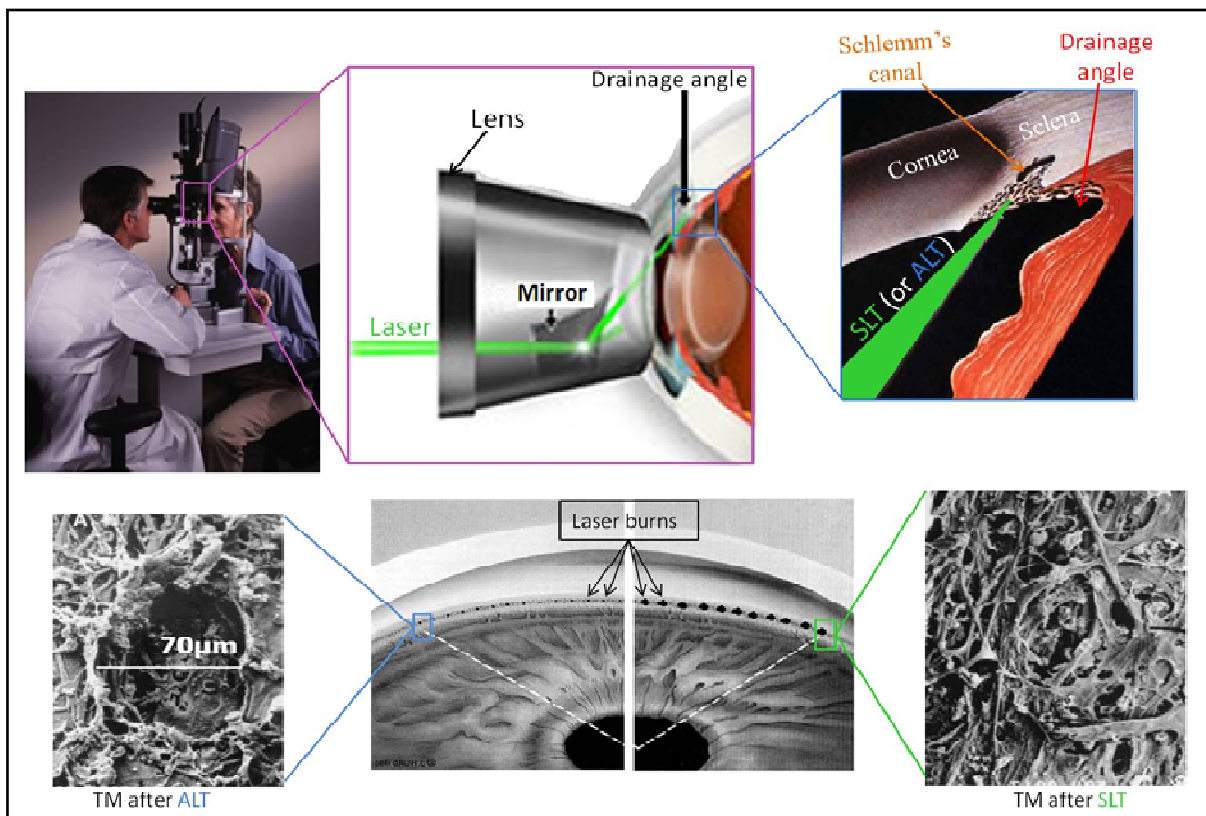 Schlemm's
canal
Drainage
angle
Drainage angle
Lens
Sclera
Cornea
Mirror
Laser
SLT (or ALT)
Laser burns
A
70μm
TM after ALT
TM after SLT